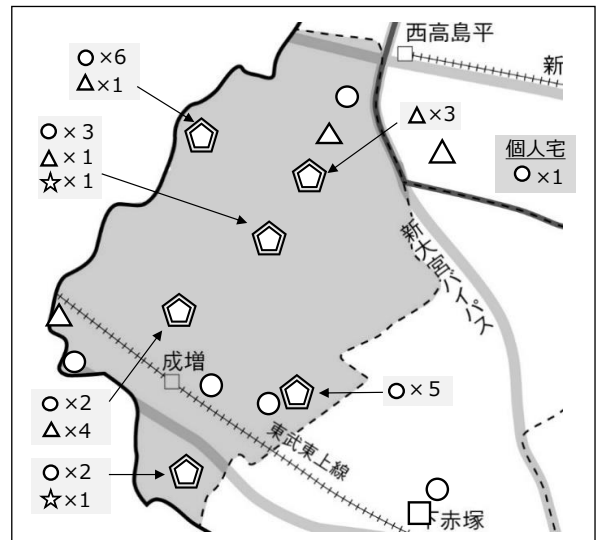 西高島平
新
○×6
△×1
○×3
△×1
☆×1
△×3
個人宅
○×1
新大宮バイパス
成増
○×2
△×4
○×5
東武東上線
○×2
☆×1
下赤塚